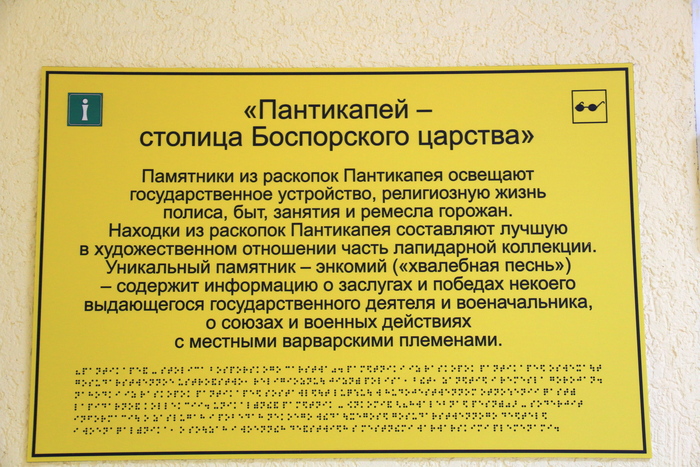 «Пантикапей –
столица Боспорского царства»
Памятники из раскопок Пантикапея освещают
государственное устройство, религиозную жизнь
полиса, быт, занятия и ремесла горожан.
Находки из раскопок Пантикапея составляют лучшую
в художественном отношении часть лапидарной коллекции.
Уникальный памятник – энкомий («хвалебная песнь»)
– содержит информацию о заслугах и победах некоего
выдающегося государственного деятеля и военачальника,
о союзах и военных действиях
с местными варварскими племенами.